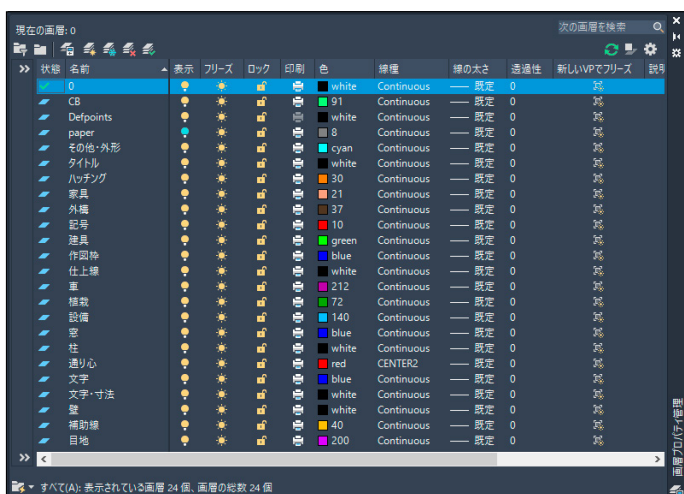 現在の画層: 0
次の画層を検索
状態 名前 表示 フリーズ ロック 印刷 色 線種 線の太さ 透過性 新しいVPでフリーズ 説明
0 white Continuous 既定 0
CB 91 Continuous 既定 0
Defpoints white Continuous 既定 0
paper 8 Continuous 既定 0
その他・外形 cyan Continuous 既定 0
タイトル white Continuous 既定 0
ハッチング 30 Continuous 既定 0
家具 21 Continuous 既定 0
外構 37 Continuous 既定 0
記号 10 Continuous 既定 0
建具 green Continuous 既定 0
作図枠 blue Continuous 既定 0
仕上線 white Continuous 既定 0
車 212 Continuous 既定 0
植栽 72 Continuous 既定 0
設備 140 Continuous 既定 0
窓 blue Continuous 既定 0
柱 white Continuous 既定 0
通り心 red CENTER2 既定 0
文字 blue Continuous 既定 0
文字・寸法 white Continuous 既定 0
壁 white Continuous 既定 0
補助線 40 Continuous 既定 0
目地 200 Continuous 既定 0
すべて(A): 表示されている画層 24 個、画層の総数 24 個
画層プロパティ管理